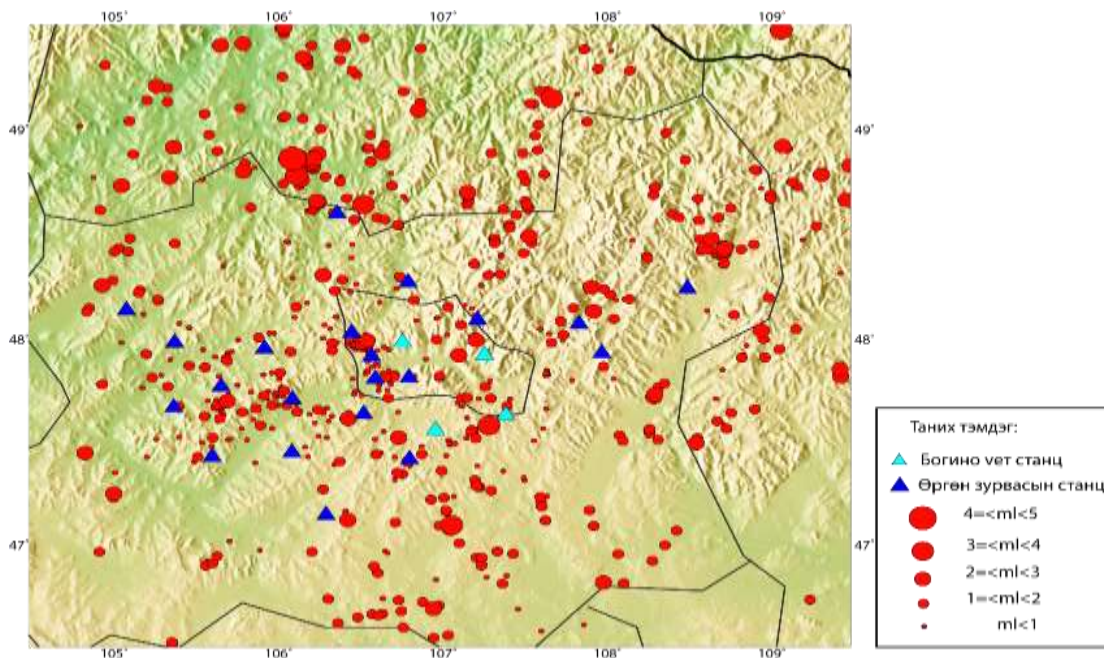 105° 106° 107° 108° 109°
49° 49°
48° 48°
47° 47°
105° 106° 107° 108° 109°
Таних тэмдэг:
Богино үет станц
Өргөн зурвасын станц
4=<ml<5
3=<ml<4
2=<ml<3
1=<ml<2
ml<1